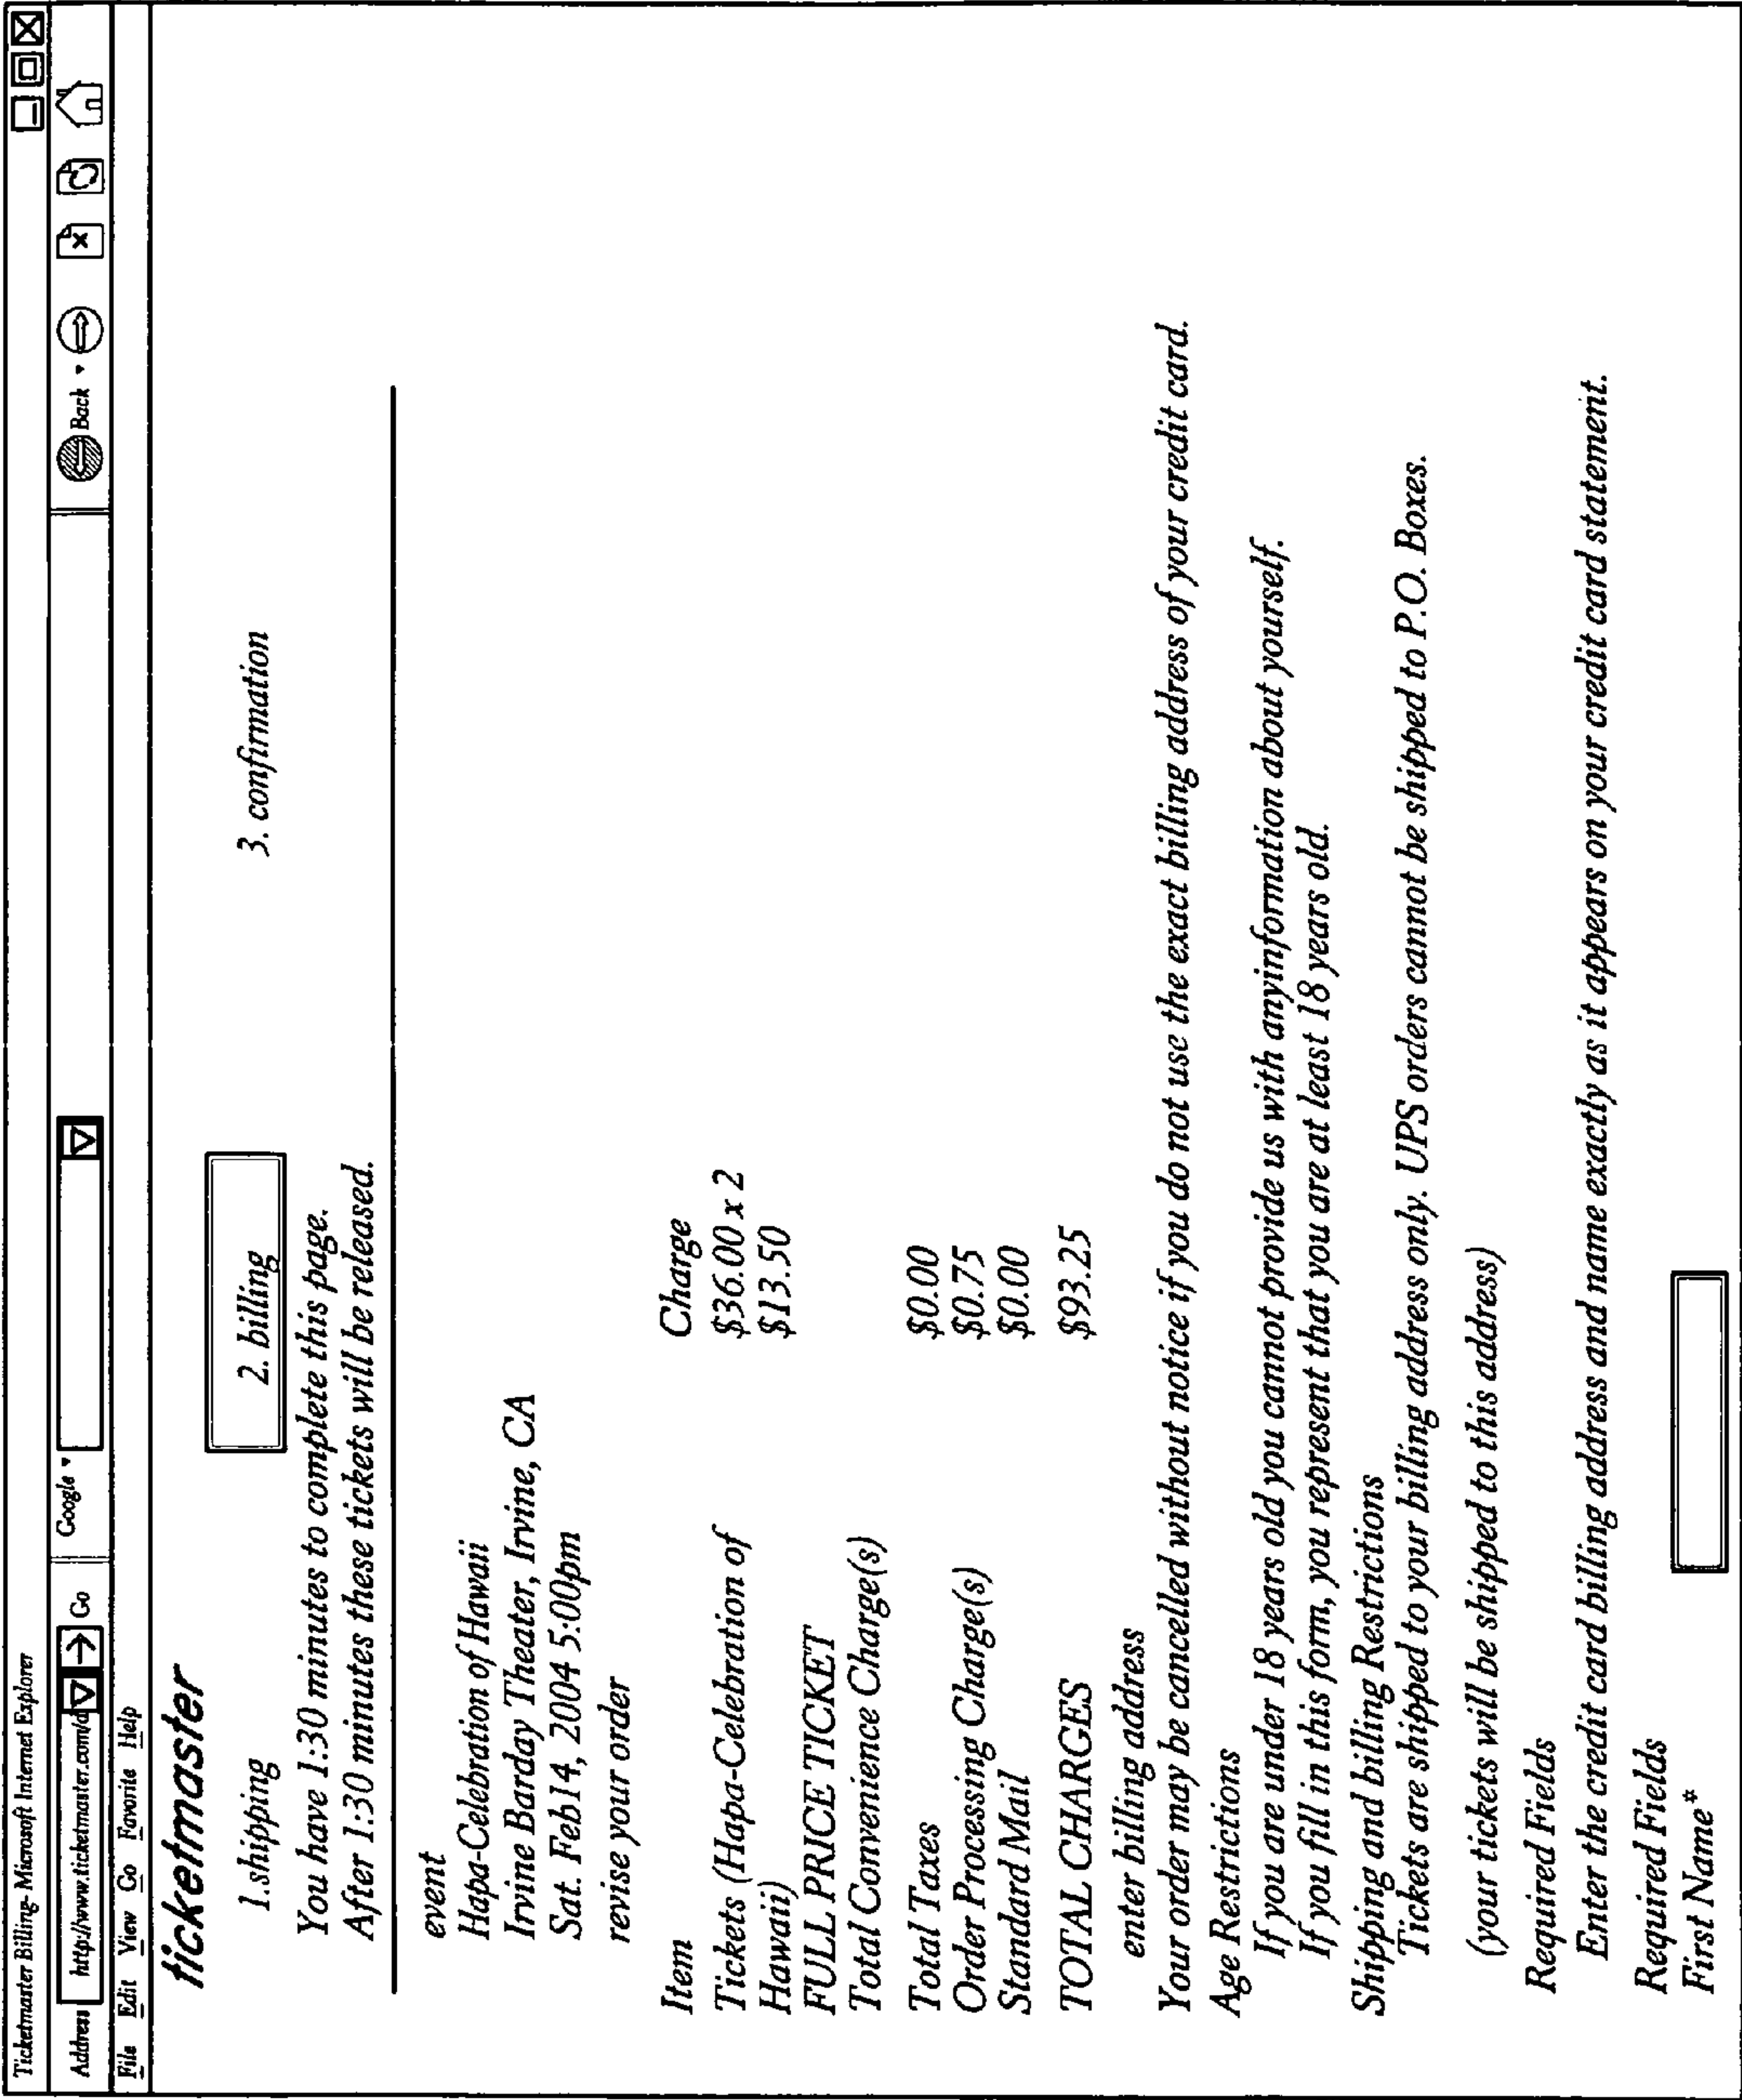 Ticketmaster Billing- Microsoft Internet Explorer
Address http://www.ticketmaster.com/d Go Google Back
File Edit View Go Favorite Help
ticketmaster
1.shipping 2. billing 3. confirmation
You have 1:30 minutes to complete this page.
After 1:30 minutes these tickets will be released.
event
Hapa-Celebration of Hawaii
Irvine Barday Theater, Irvine, CA
Sat. Feb14, 2004 5:00pm
revise your order
Item Charge
Tickets (Hapa-Celebration of $36.00 x 2
Hawaii) $13.50
FULL PRICE TICKET
Total Convenience Charge(s)
Total Taxes $0.00
Order Processing Charge(s) $0.75
Standard Mail $0.00
TOTAL CHARGES $93.25
enter billing address
Your order may be cancelled without notice if you do not use the exact billing address of your credit card.
Age Restrictions
If you are under 18 years old you cannot provide us with anyinformation about yourself.
If you fill in this form, you represent that you are at least 18 years old.
Shipping and billing Restrictions
Tickets are shipped to your billing address only. UPS orders cannot be shipped to P.O. Boxes.
(your tickets will be shipped to this address)
Required Fields
Enter the credit card billing address and name exactly as it appears on your credit card statement.
Required Fields
First Name*